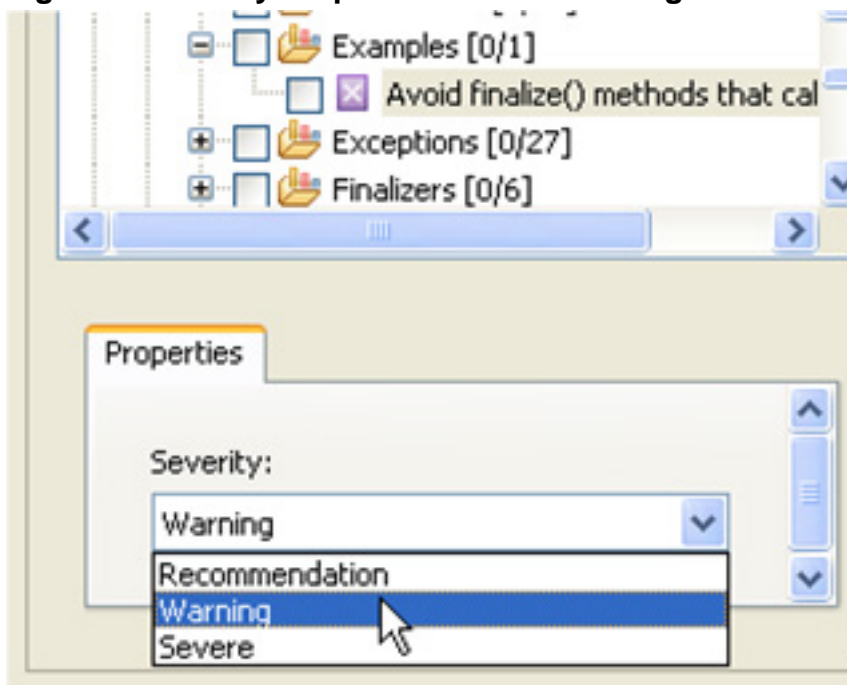 Examples [0/1]
Avoid finalize() methods that cal
Exceptions [0/27]
Finalizers [0/6]
Properties
Severity:
Warning
Recommendation
Warning
Severe